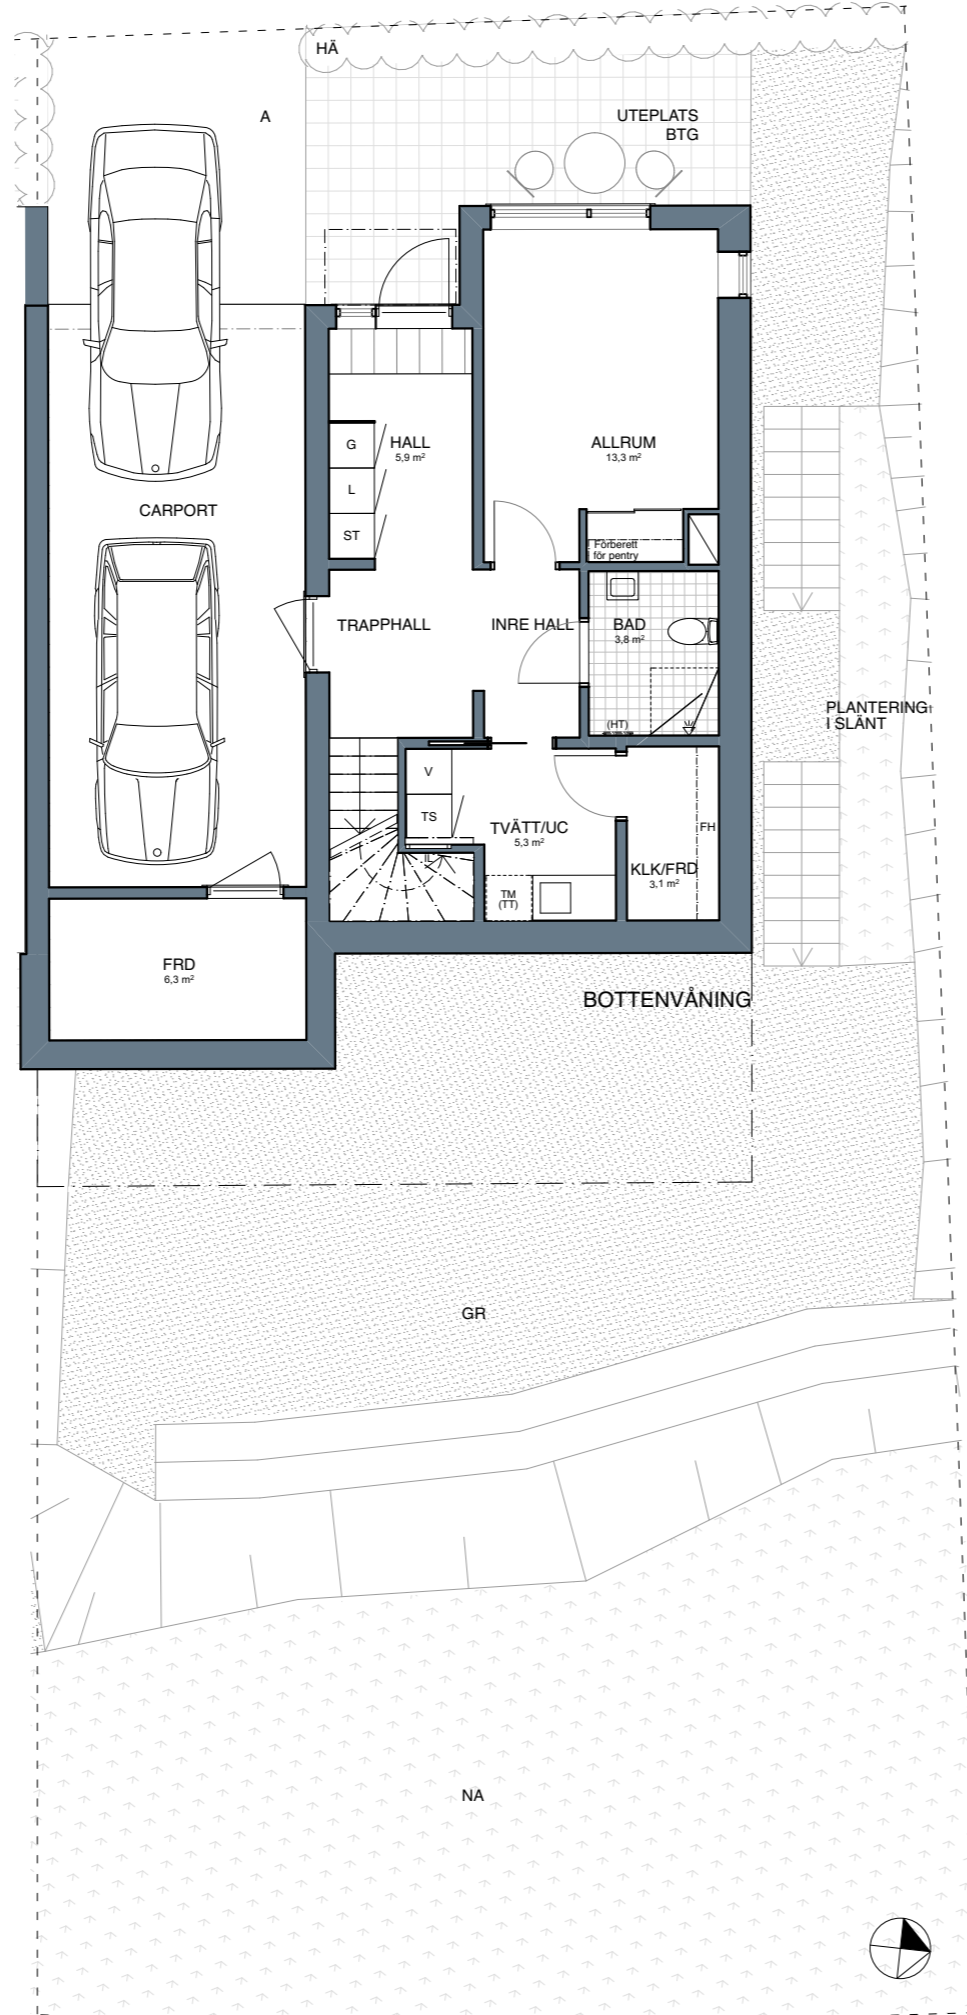 HÄ
A
UTEPLATS
BTG
G
HALL
5,9 m²
ALLRUM
13,3 m²
L
CARPORT
ST
Förberett
för pentry
TRAPPHALL
INRE HALL
BAD
3,8 m²
PLANTERING
I SLÄNT
(HT)
V
TS
TVÄTT/UC
5,3 m²
FH
KLK/FRD
3,1 m²
TM
(TT)
FRD
6,3 m²
BOTTENVÅNING
GR
NA